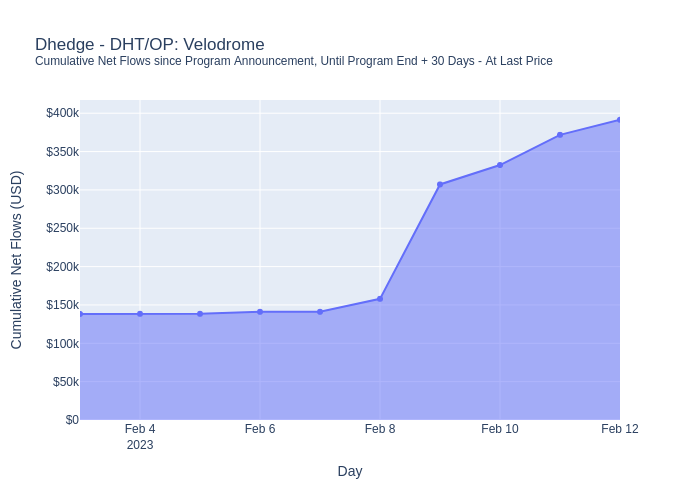 Dhedge - DHT/OP: Velodrome
Cumulative Net Flows since Program Announcement, Until Program End + 30 Days - At Last Price
Cumulative Net Flows (USD)
$400k
$350k
$300k
$250k
$200k
$150k
$100k
$50k
$0
Feb 4
2023
Feb 6
Feb 8
Feb 10
Feb 12
Day